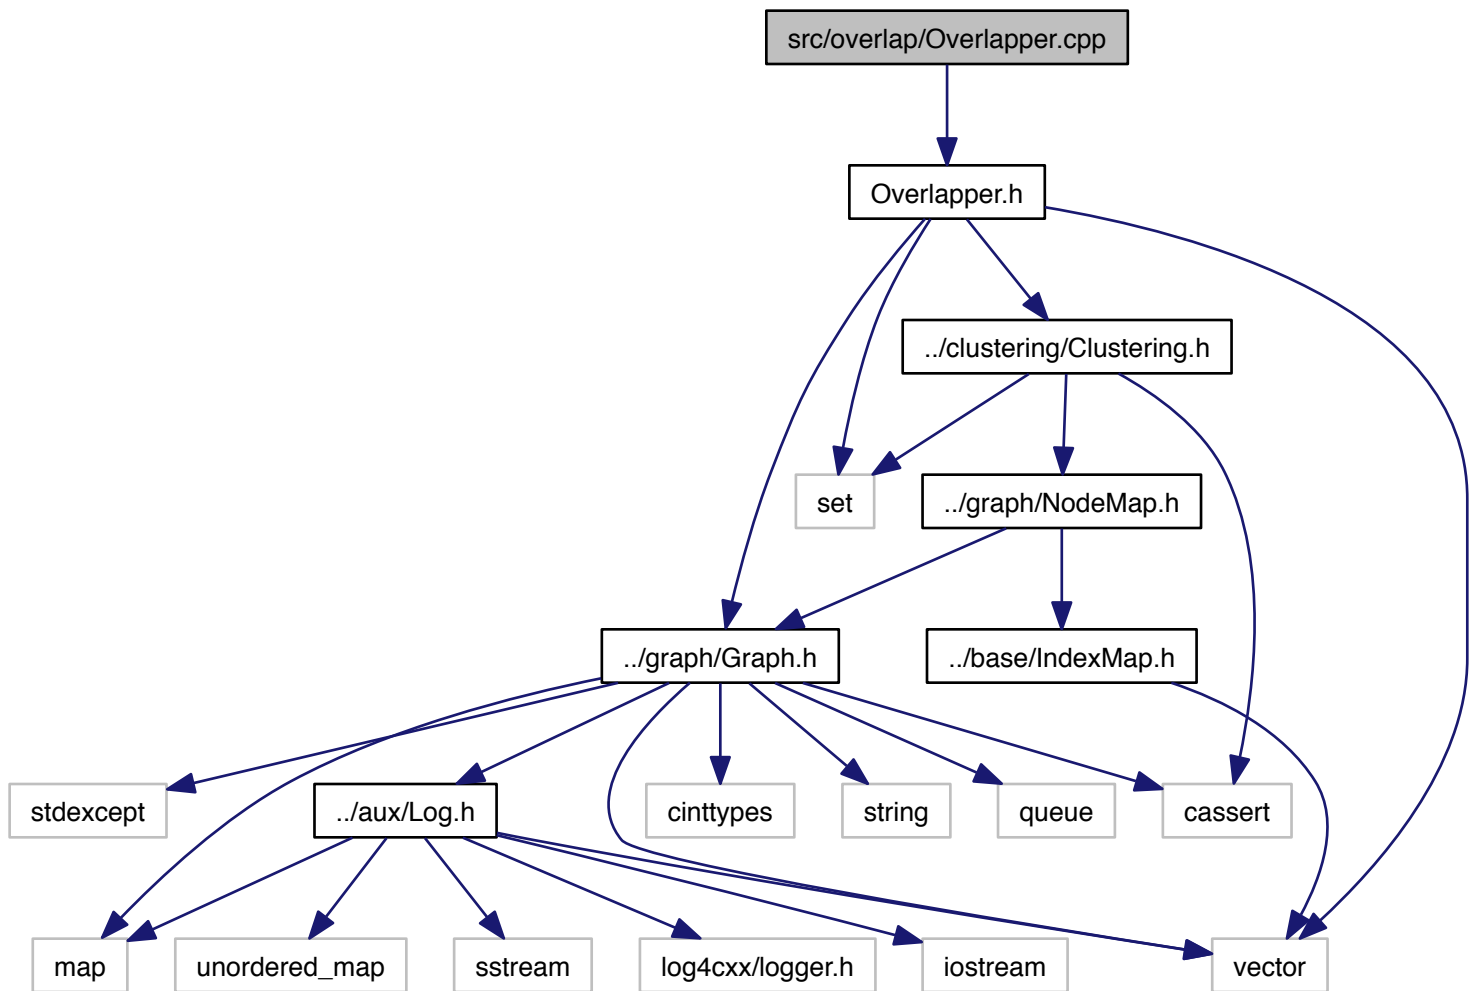 src/overlap/Overlapper.cpp
Overlapper.h
../clustering/Clustering.h
set
../graph/NodeMap.h
../graph/Graph.h
../base/IndexMap.h
stdexcept
../aux/Log.h
cinttypes
string
queue
cassert
map
unordered_map
sstream
log4cxx/logger.h
iostream
vector